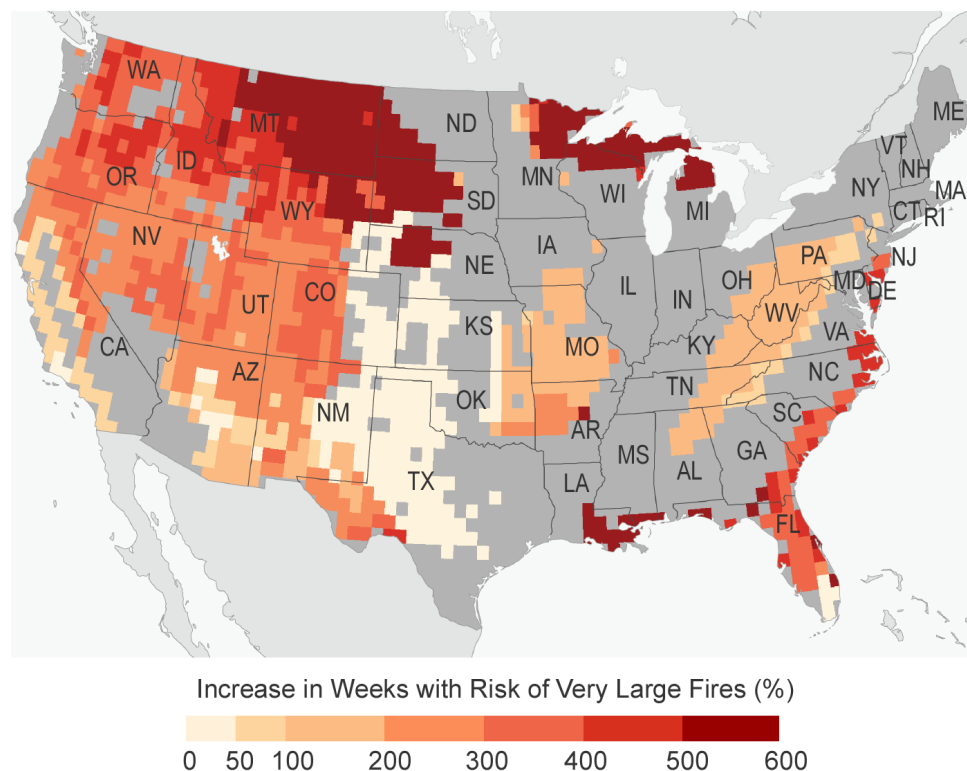 WA
ME
MT
ND
VT
NH
ID
OR
MN
NY
MA
SD
WI
WY
MI
CT
RI
NV
IA
PA
NE
NJ
OH
MD
IL
IN
DE
UT
CO
WV
KS
VA
CA
MO
KY
AZ
NC
TN
OK
NM
SC
AR
MS
GA
AL
TX
LA
FL
Increase in Weeks with Risk of Very Large Fires (%)
0 50 100 200 300 400 500 600